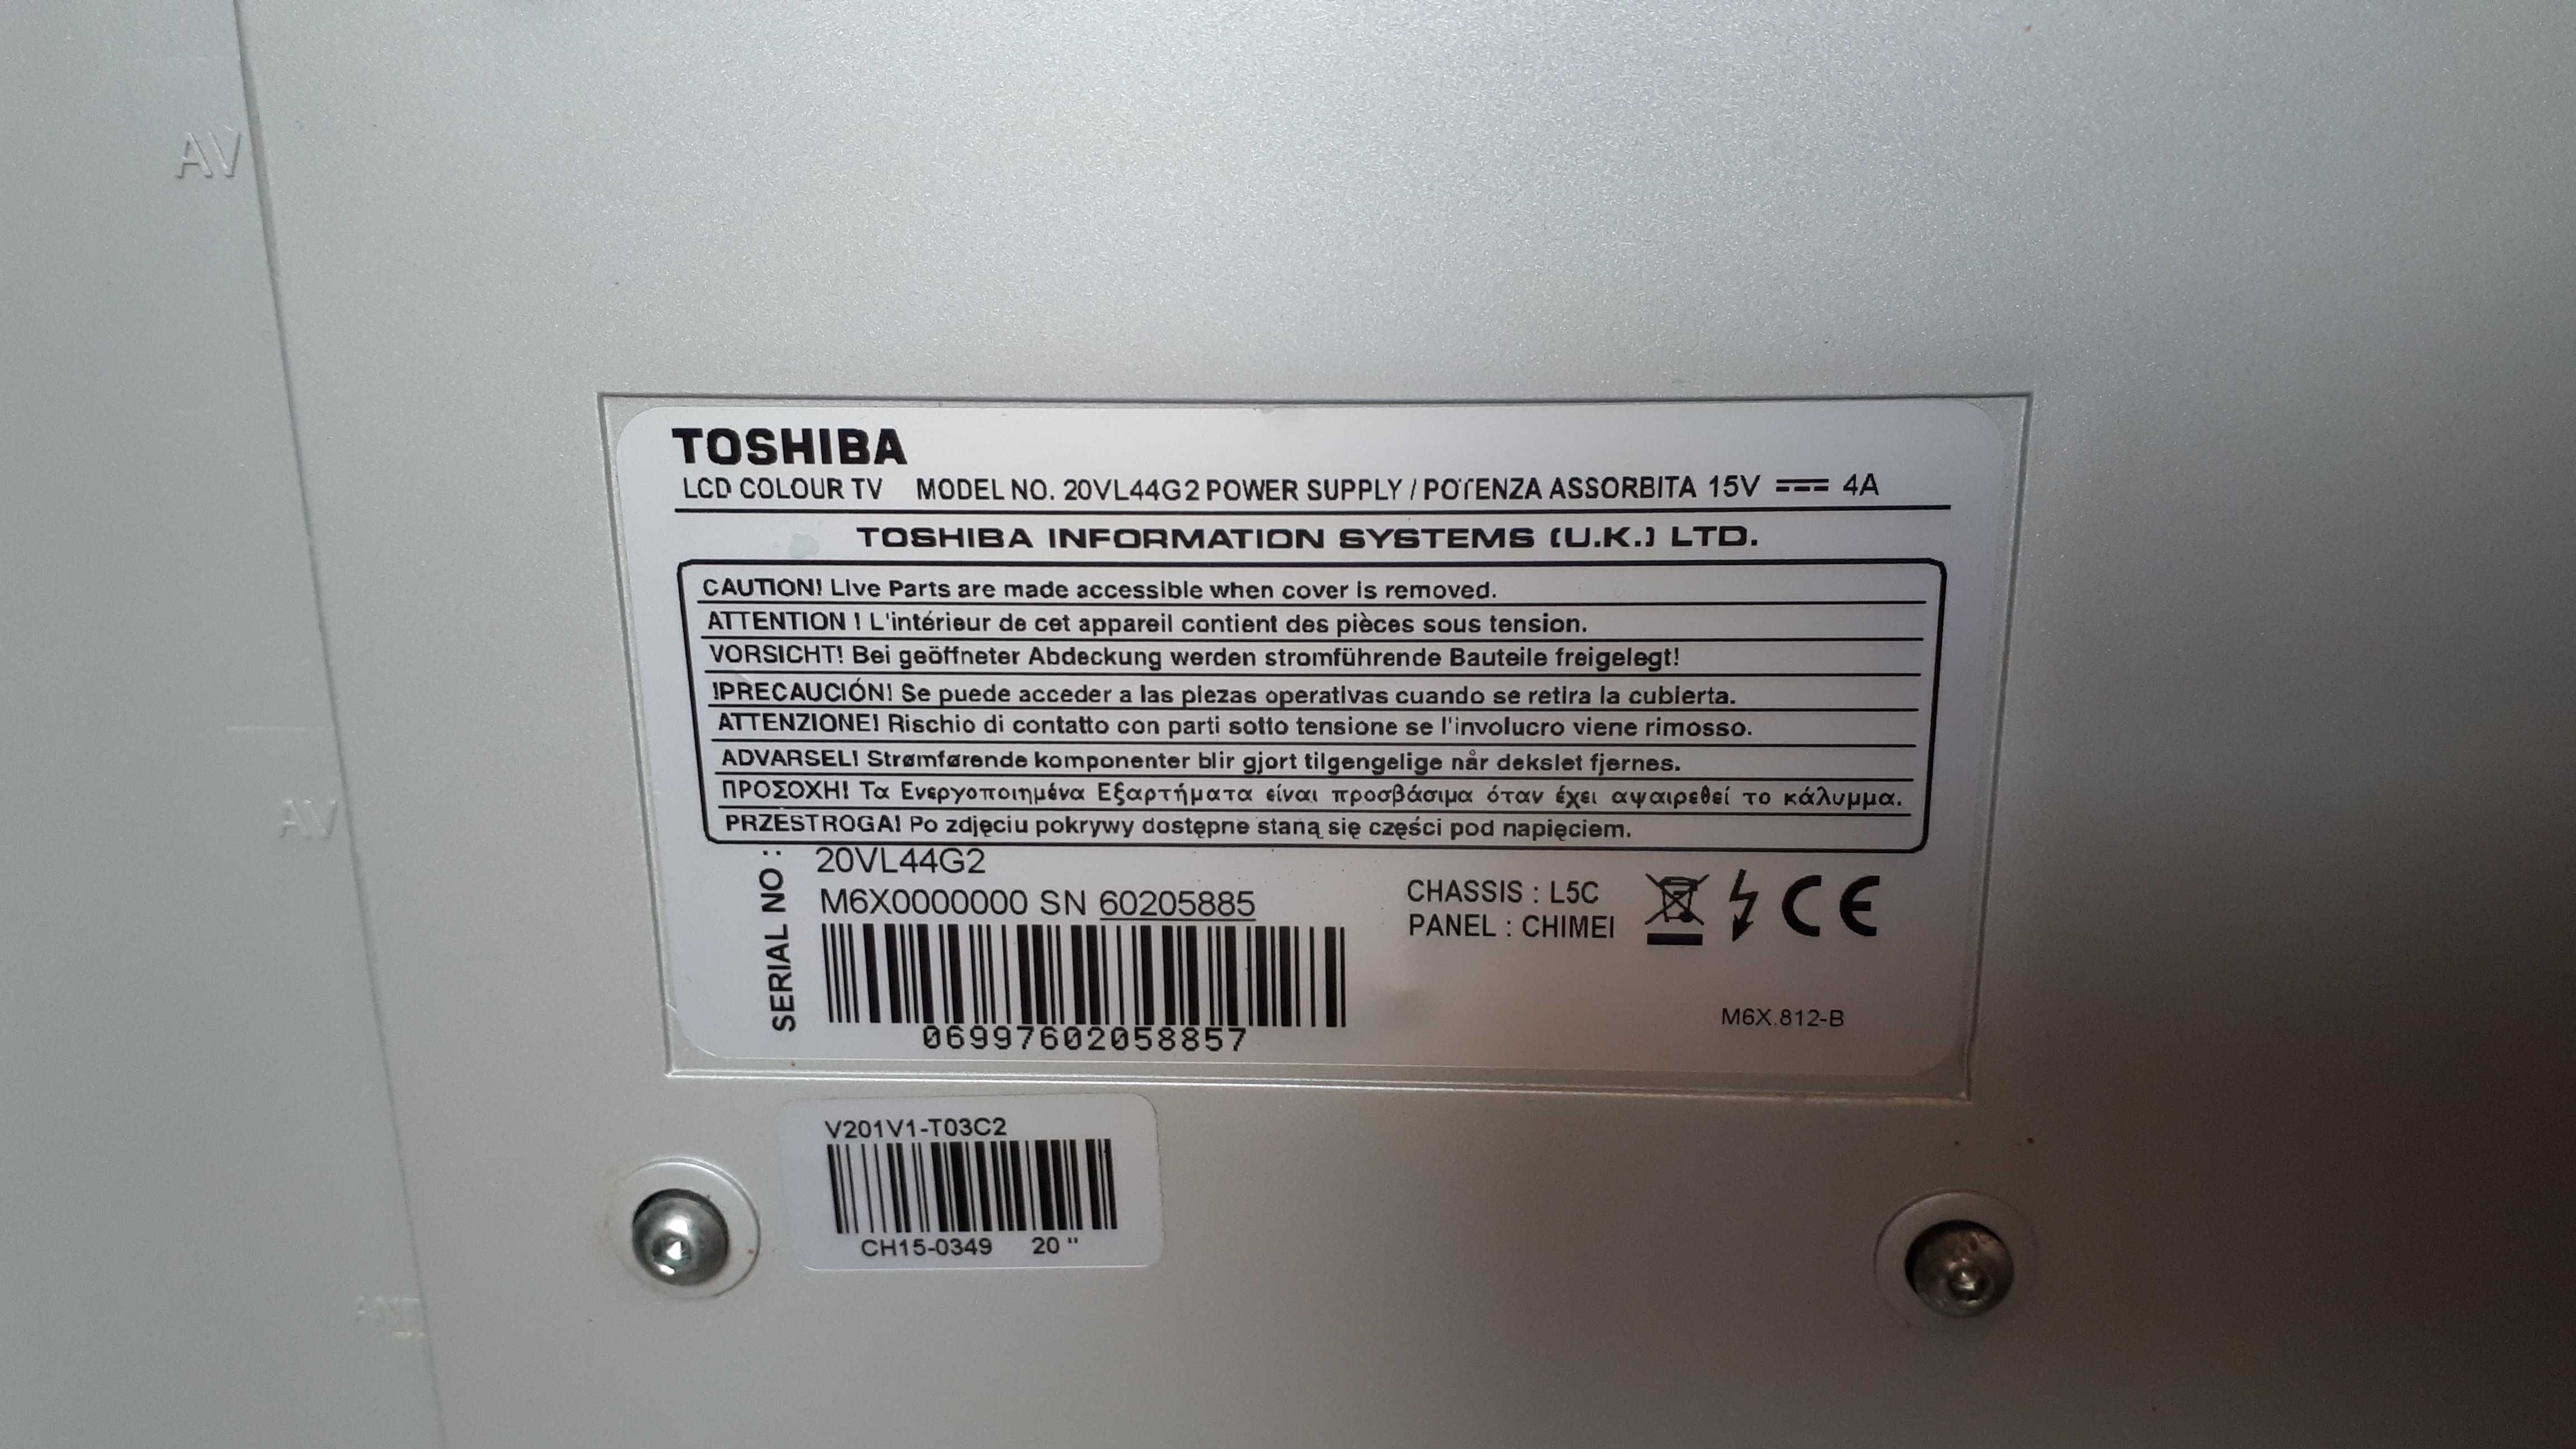 AV
TOSHIBA
LCD COLOUR TV MODEL NO. 20VL44G2 POWER SUPPLY / POTENZA ASSORBITA 15V ⎓ 4A
TOSHIBA INFORMATION SYSTEMS (U.K.) LTD.
CAUTION! Live Parts are made accessible when cover is removed.
ATTENTION ! L'intérieur de cet appareil contient des pièces sous tension.
VORSICHT! Bei geöffneter Abdeckung werden stromführende Bauteile freigelegt!
!PRECAUCIÓN! Se puede acceder a las piezas operativas cuando se retira la cubierta.
ATTENZIONE! Rischio di contatto con parti sotto tensione se l'involucro viene rimosso.
ADVARSEL! Strømførende komponenter blir gjort tilgengelige når dekslet fjernes.
ΠΡΟΣΟΧΗ! Τα Ενεργοποιημένα Εξαρτήματα είναι προσβάσιμα όταν έχει αψαιρεθεί το κάλυμμα.
PRZESTROGA! Po zdjęciu pokrywy dostępne staną się części pod napięciem.
AV
SERIAL NO :
20VL44G2
M6X0000000 SN 60205885
CHASSIS : L5C
PANEL : CHIMEI
CE
06997602058857
M6X.812-B
V201V1-T03C2
CH15-0349 20 "